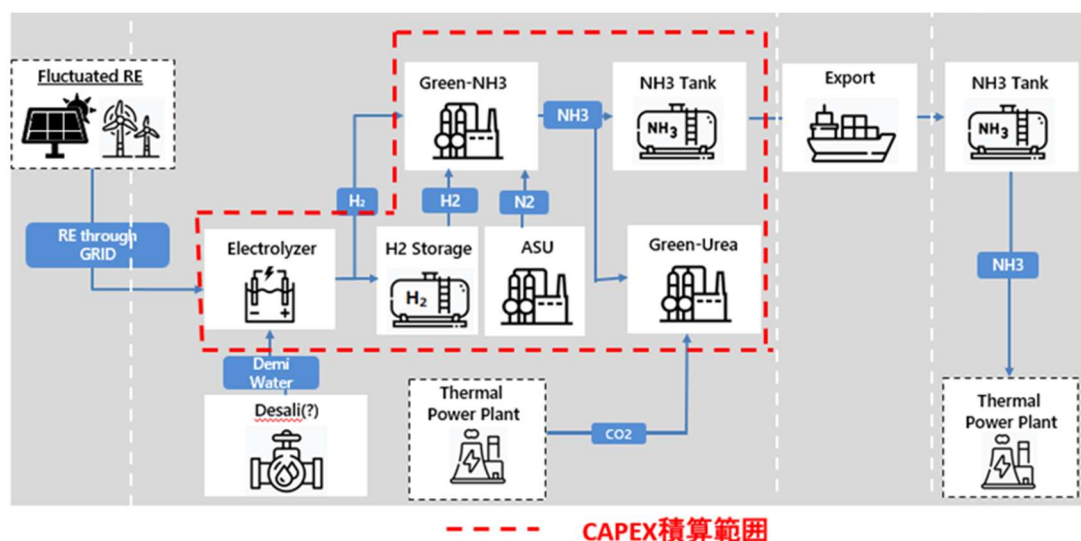 Fluctuated RE
RE through
GRID
Electrolyzer
Demi
Water
Desali(?)
H₂
Green-NH3
H2
N2
H2 Storage
H₂
ASU
NH3
NH3 Tank
NH₃
Green-Urea
Thermal
Power Plant
CO2
Export
NH3 Tank
NH₃
NH3
Thermal
Power Plant
CAPEX積算範囲